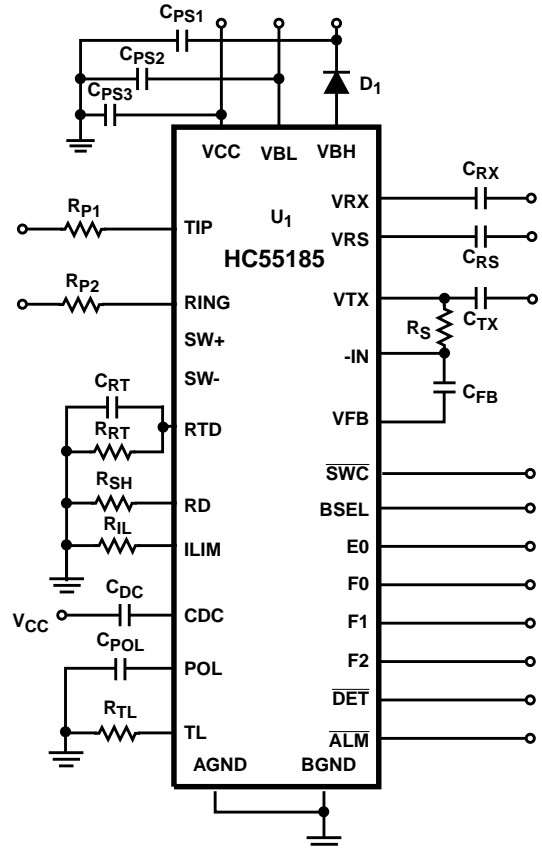 CPS1
CPS2
CPS3
D1
VCC VBL VBH
CRX
VRX
RP1
TIP
U1
VRS
CRS
HC55185
RP2
RING
VTX
CTX
RS
SW+
-IN
SW-
CRT
CFB
RTD
VFB
RRT
SWC
RSH
RD
BSEL
RIL
ILIM
E0
CDC
F0
VCC
CDC
F1
CPOL
POL
F2
RTL
DET
TL
ALM
AGND BGND